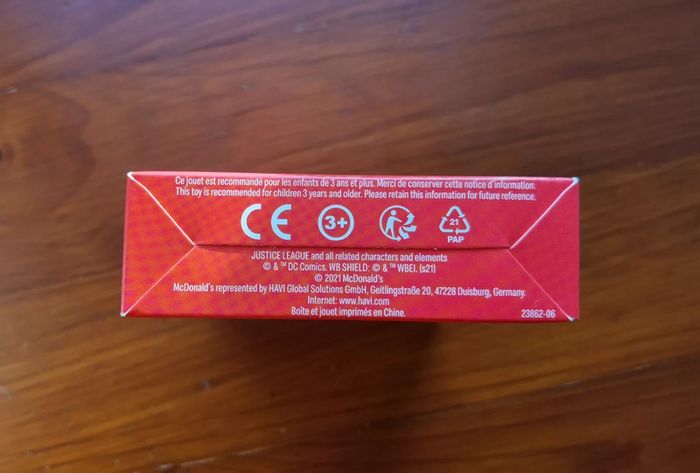 Ce jouet est recommandé pour les enfants de 3 ans et plus. Merci de conserver cette notice d'information.
This toy is recommended for children 3 years and older. Please retain this information for future reference.
CE 3+ 21
PAP
JUSTICE LEAGUE and all related characters and elements
© & ™ DC Comics. WB SHIELD: © & ™ WBEI. (s21)
© 2021 McDonald's
McDonald's represented by HAVI Global Solutions GmbH, Geitlingstraße 20, 47228 Duisburg, Germany.
Internet: www.havi.com
Boîte et jouet imprimés en Chine.
23862-06